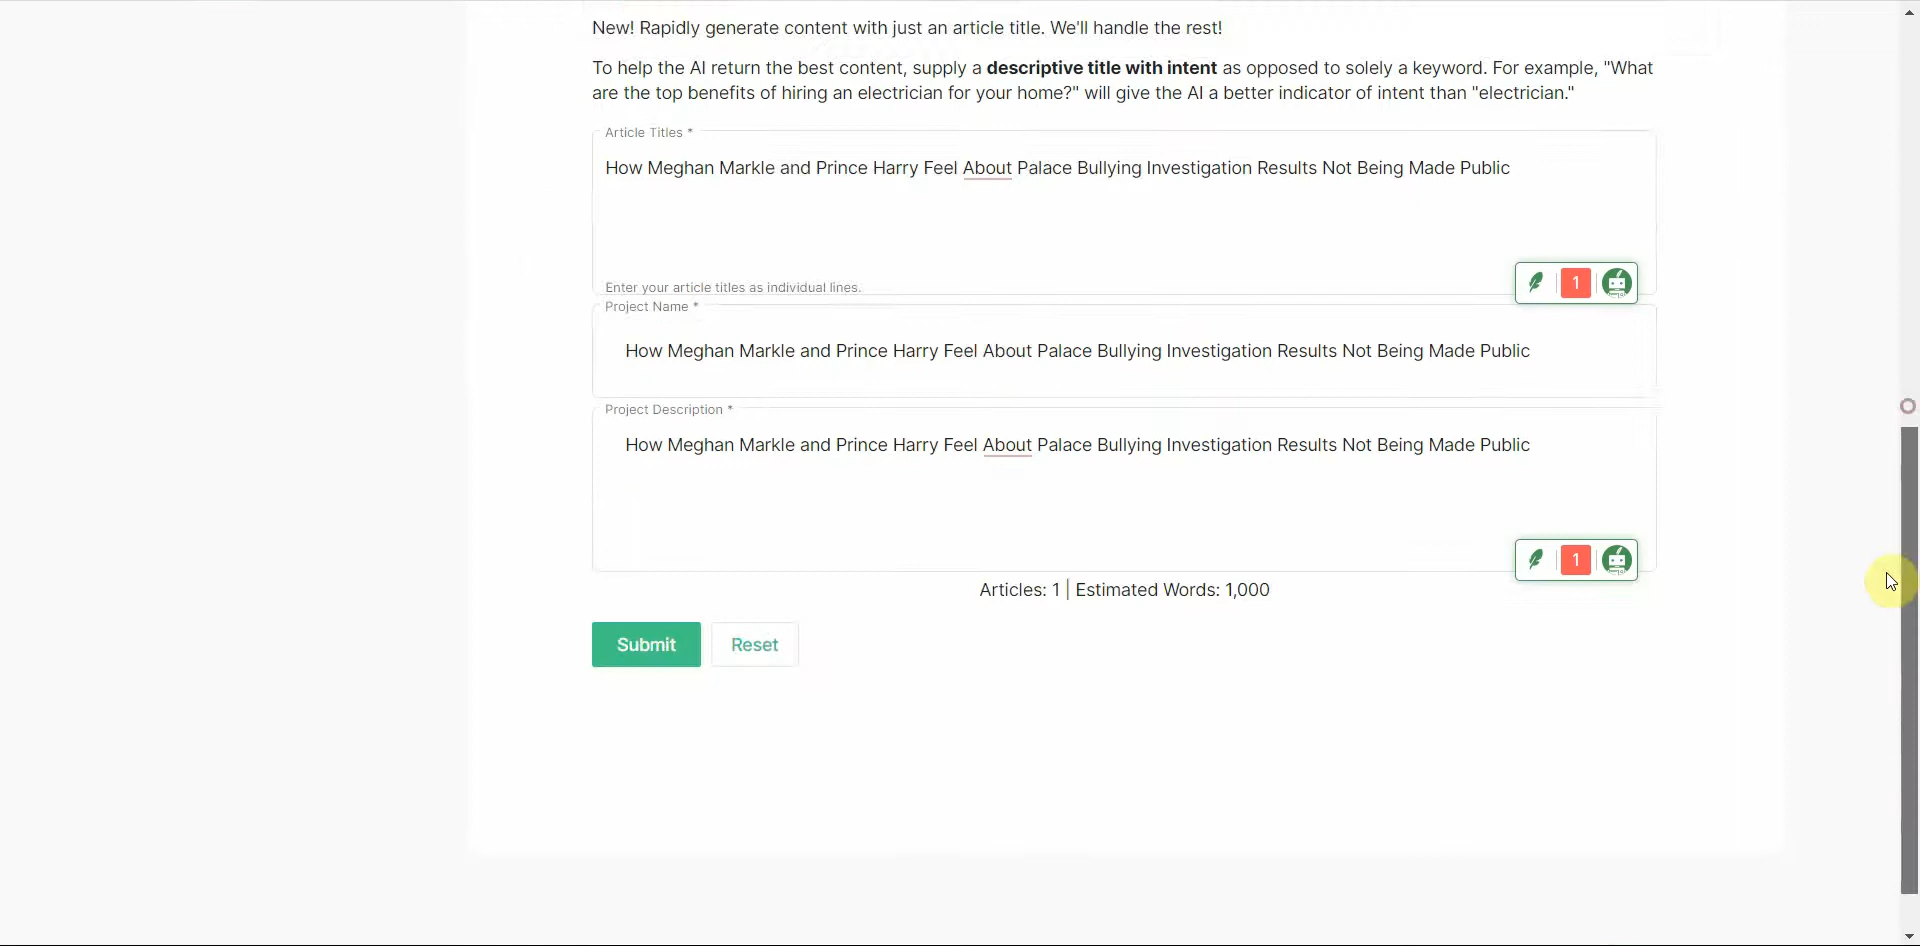 New! Rapidly generate content with just an article title. We'll handle the rest!
To help the AI return the best content, supply a descriptive title with intent as opposed to solely a keyword. For example, "What
are the top benefits of hiring an electrician for your home?" will give the AI a better indicator of intent than "electrician."
Article Titles *
How Meghan Markle and Prince Harry Feel About Palace Bullying Investigation Results Not Being Made Public
1
Enter your article titles as individual lines.
Project Name *
How Meghan Markle and Prince Harry Feel About Palace Bullying Investigation Results Not Being Made Public
Project Description *
How Meghan Markle and Prince Harry Feel About Palace Bullying Investigation Results Not Being Made Public
1
Articles: 1 | Estimated Words: 1,000
Submit Reset